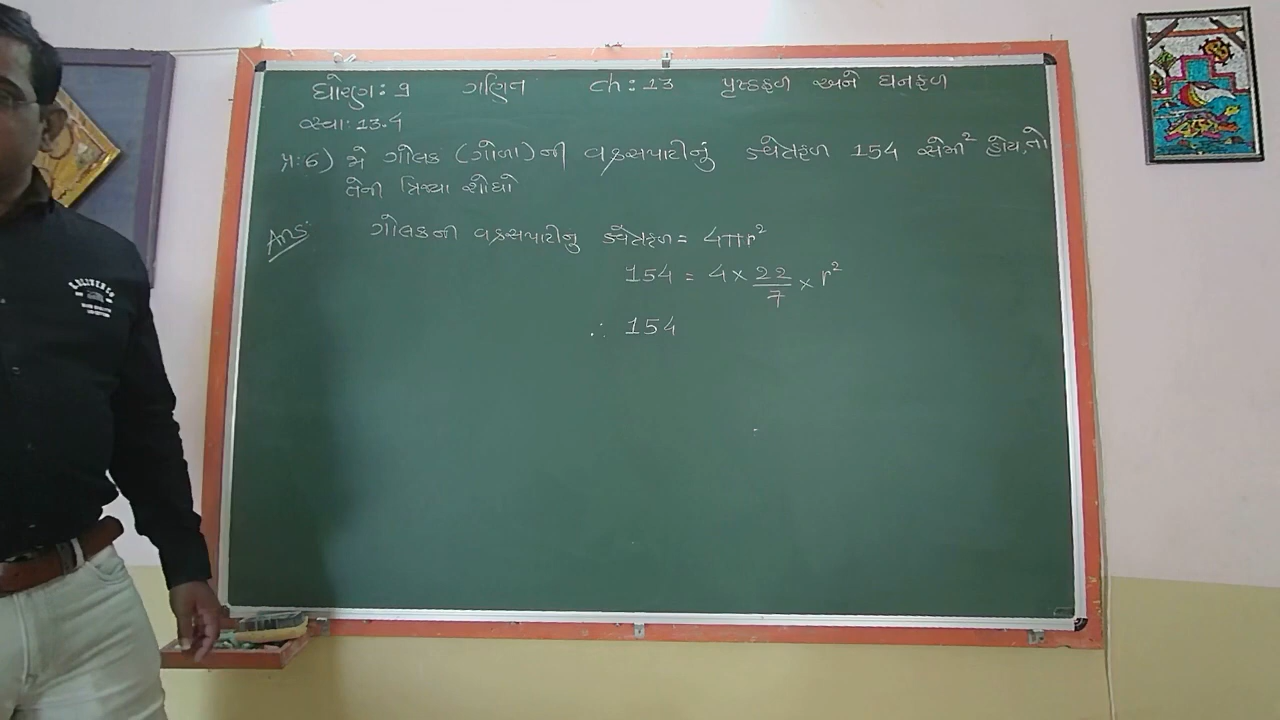 ધોરણ: 9 ગણિત ch: 13 પૃષ્ઠફળ અને ઘનફળ
સ્વા: 13.4
પ્ર: 6) જો ગોલક (ગોળા) ની વક્રસપાટીનું ક્ષેત્રફળ 154 સેમી² હોય, તો
તેની ત્રિજ્યા શોધો
Ans: ગોલકની વક્રસપાટીનુ ક્ષેત્રફળ = 4πr²
154 = 4 × 22/7 × r²
∴ 154